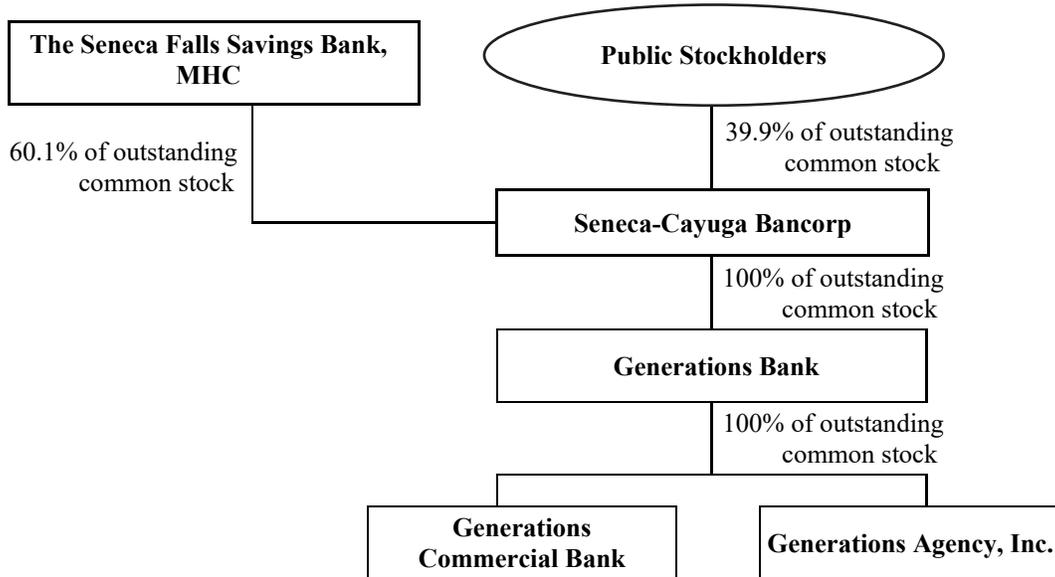 The Seneca Falls Savings Bank,
MHC
Public Stockholders
60.1% of outstanding
common stock
39.9% of outstanding
common stock
Seneca-Cayuga Bancorp
100% of outstanding
common stock
Generations Bank
100% of outstanding
common stock
Generations
Commercial Bank
Generations Agency, Inc.